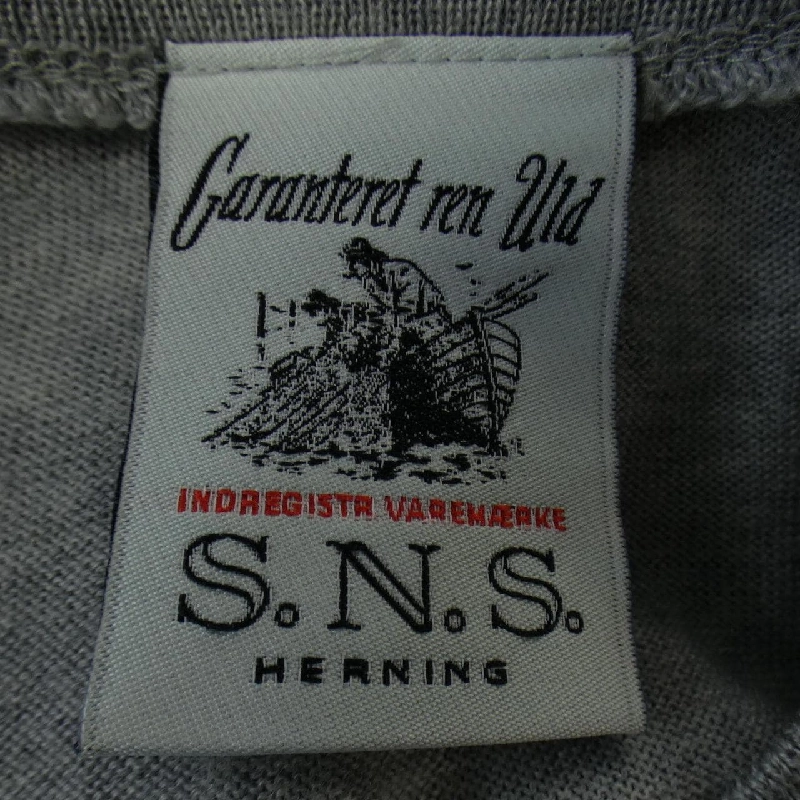 Garanteret ren Uld
INDREGISTR VAREMÆRKE
S.N.S.
HERNING